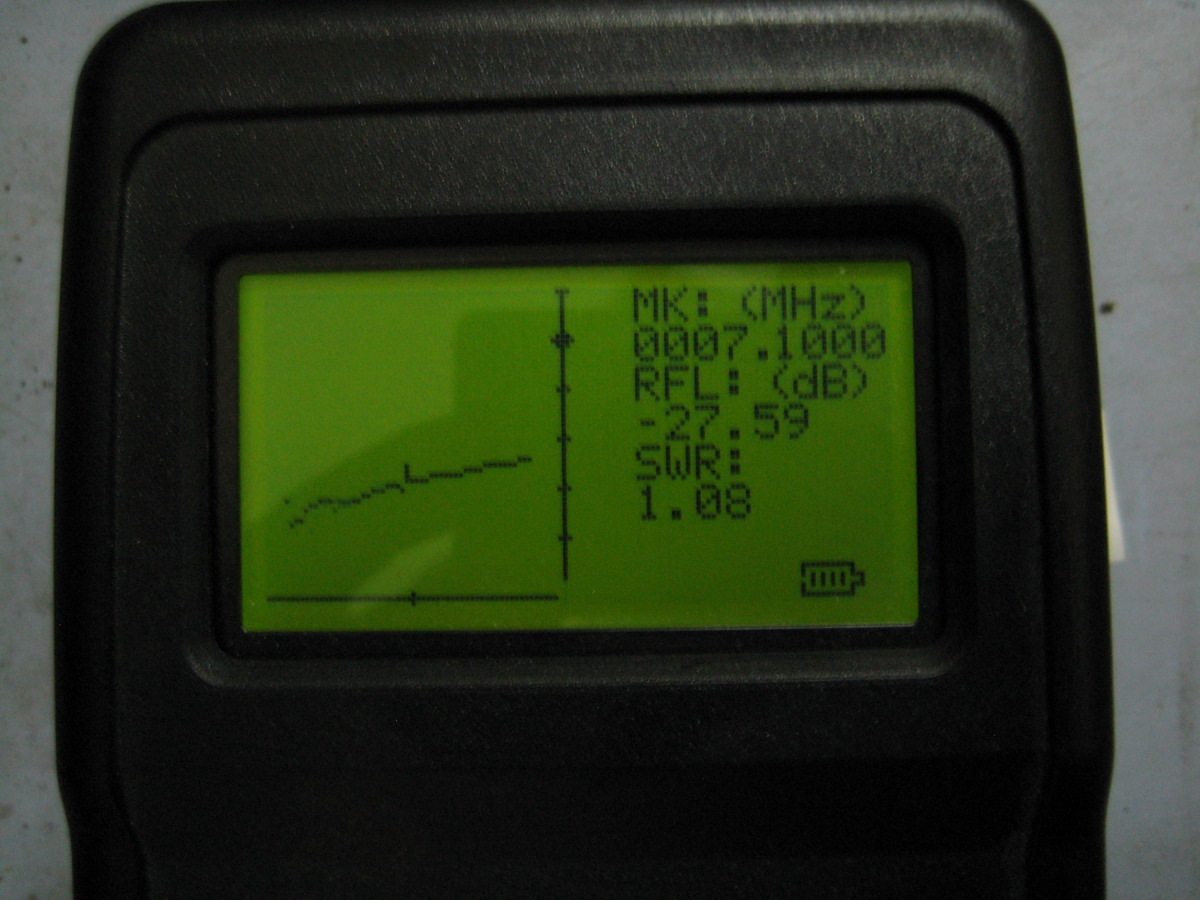 MK: (MHz)
0007.1000
RFL: (dB)
-27.59
SWR:
1.08